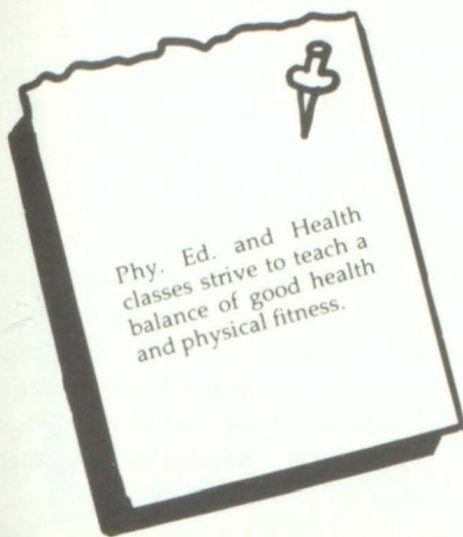 Phy. Ed. and Health
classes strive to teach a
balance of good health
and physical fitness.